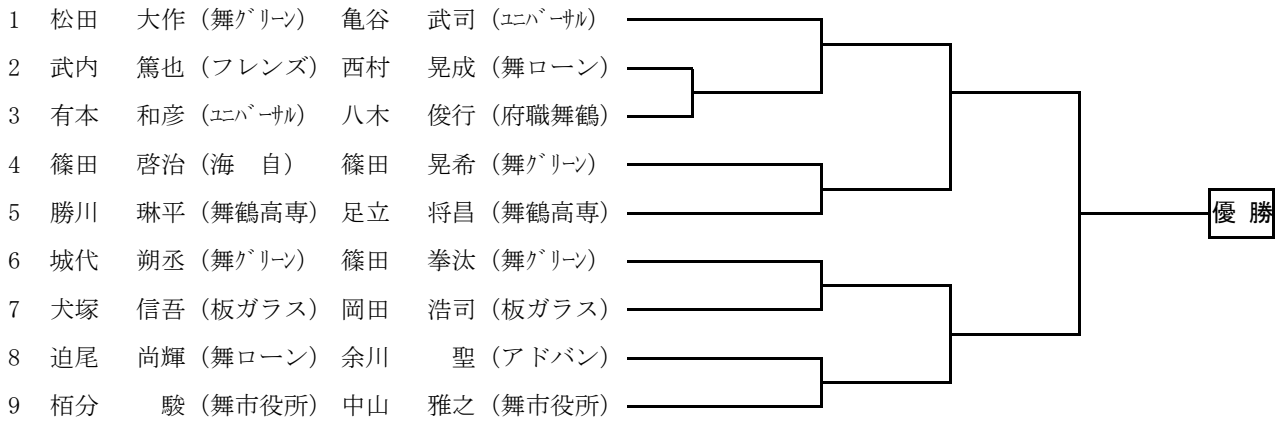 1 松田 大作 (舞グリーン) 亀谷 武司 (ユニバーサル)
2 武内 篤也 (フレンズ) 西村 晃成 (舞ローン)
3 有本 和彦 (ユニバーサル) 八木 俊行 (府職舞鶴)
4 篠田 啓治 (海 自) 篠田 晃希 (舞グリーン)
5 勝川 琳平 (舞鶴高専) 足立 将昌 (舞鶴高専)
優 勝
6 城代 朔丞 (舞グリーン) 篠田 拳汰 (舞グリーン)
7 犬塚 信吾 (板ガラス) 岡田 浩司 (板ガラス)
8 迫尾 尚輝 (舞ローン) 余川 聖 (アドバン)
9 栢分 駿 (舞市役所) 中山 雅之 (舞市役所)